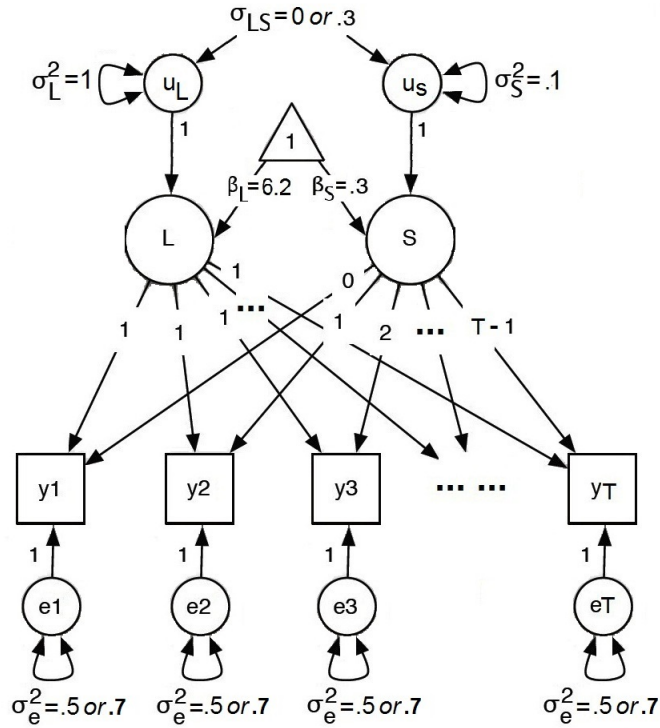 σLS=0 or .3
σ²L=1
uL
us
σ²S=.1
1
1
1
βL=6.2
βS=.3
L
S
1
0
1
1
1
...
1
2
...
T-1
y1
y2
y3
... ...
yT
1
1
1
1
e1
e2
e3
eT
σ²e=.5 or .7
σ²e=.5 or .7
σ²e=.5 or .7
σ²e=.5 or .7